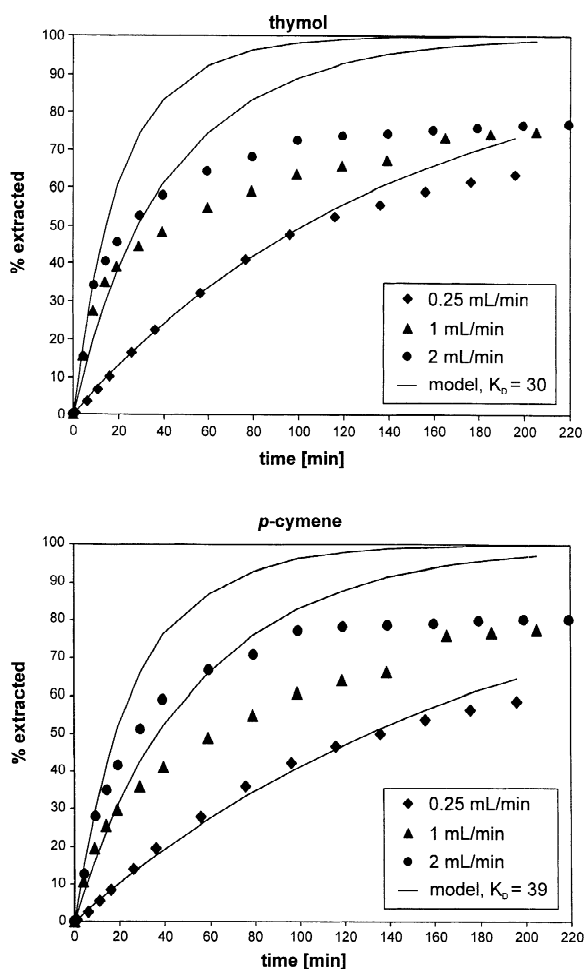 thymol
100
90
80
70
60
50
40
30
20
10
0
% extracted
0.25 mL/min
1 mL/min
2 mL/min
model, K_D = 30
0 20 40 60 80 100 120 140 160 180 200 220
time [min]
p-cymene
100
90
80
70
60
50
40
30
20
10
0
% extracted
0.25 mL/min
1 mL/min
2 mL/min
model, K_D = 39
0 20 40 60 80 100 120 140 160 180 200 220
time [min]